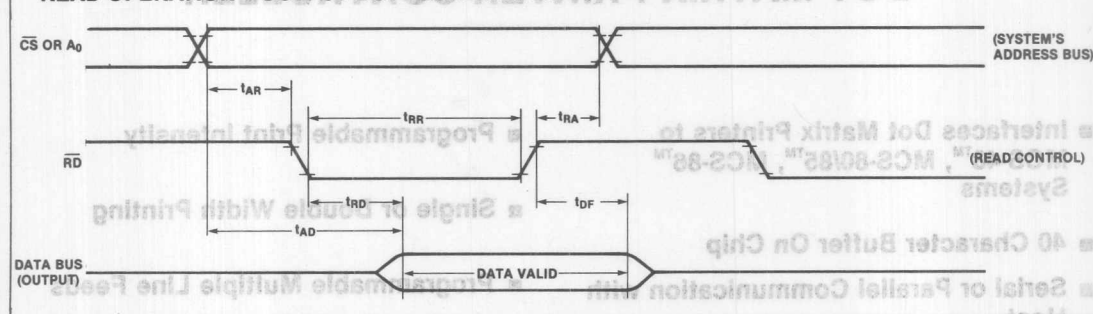 CS OR A0
(SYSTEM'S
ADDRESS BUS)
tAR
tRR
tRA
Programmable Print Intensity
Interfaces Dot Matrix Printers to
RD
(READ CONTROL)
MCS-48™, MCS-80/85™, MCS-86™
Systems
tRD
tDF
Single or Double Width Printing
tAD
40 Character Buffer On Chip
DATA BUS
(OUTPUT)
DATA VALID
Programmable Multiple Line Feeds
Serial or Parallel Communication with